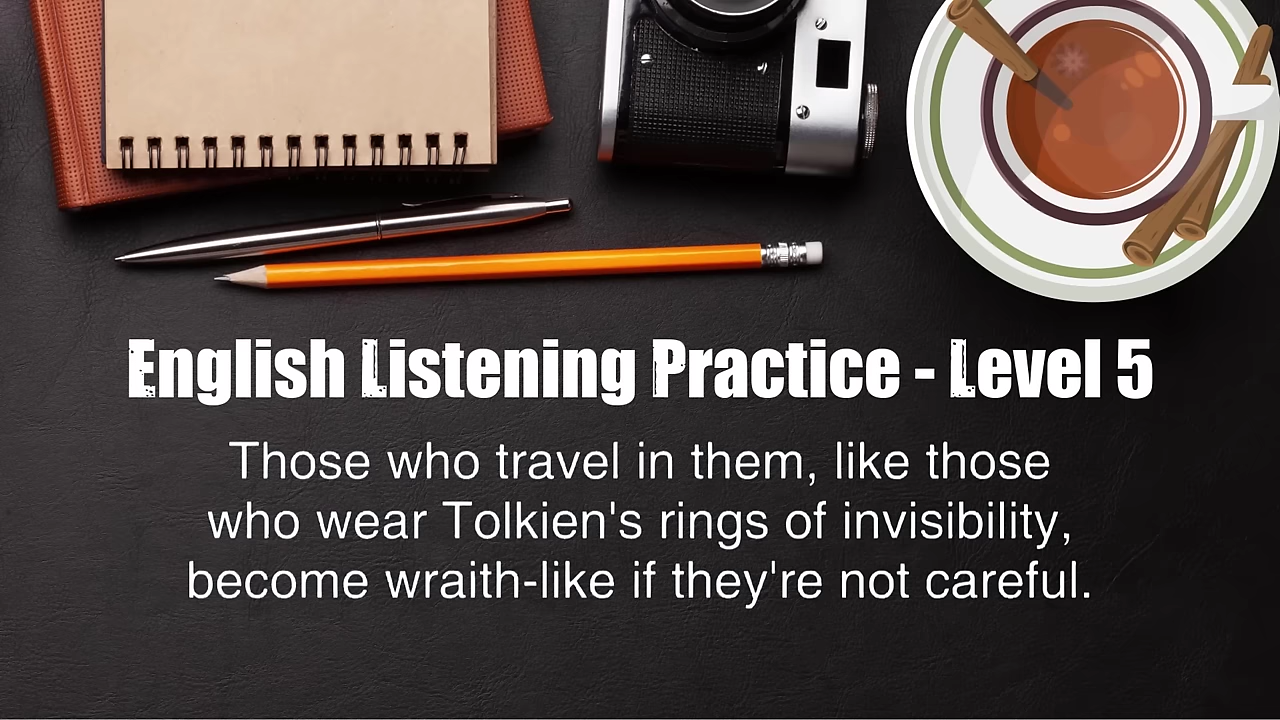 English Listening Practice - Level 5
Those who travel in them, like those
who wear Tolkien's rings of invisibility,
become wraith-like if they're not careful.